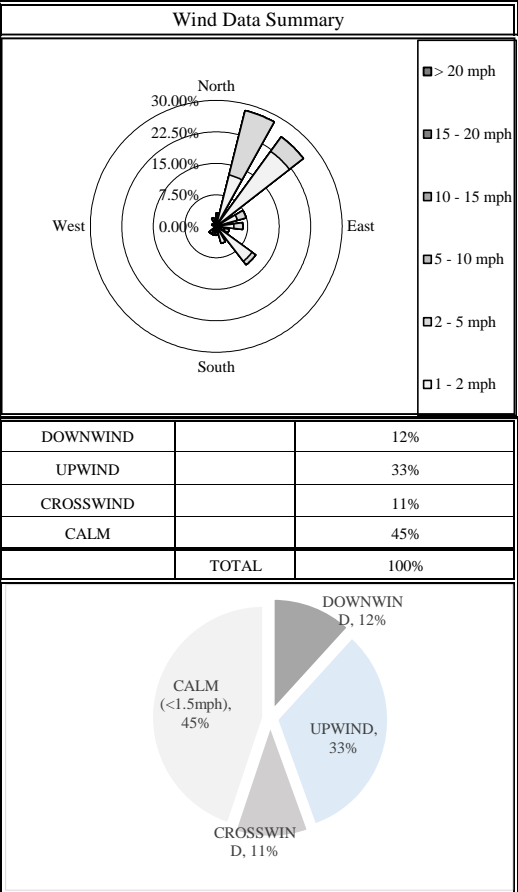 Wind Data Summary
North
30.00%
22.50%
15.00%
7.50%
0.00%
West
East
South
> 20 mph
15 - 20 mph
10 - 15 mph
5 - 10 mph
2 - 5 mph
1 - 2 mph
DOWNWIND 12%
UPWIND 33%
CROSSWIND 11%
CALM 45%
TOTAL 100%
DOWNWIN
D, 12%
CALM
(<1.5mph),
45%
UPWIND,
33%
CROSSWIN
D, 11%